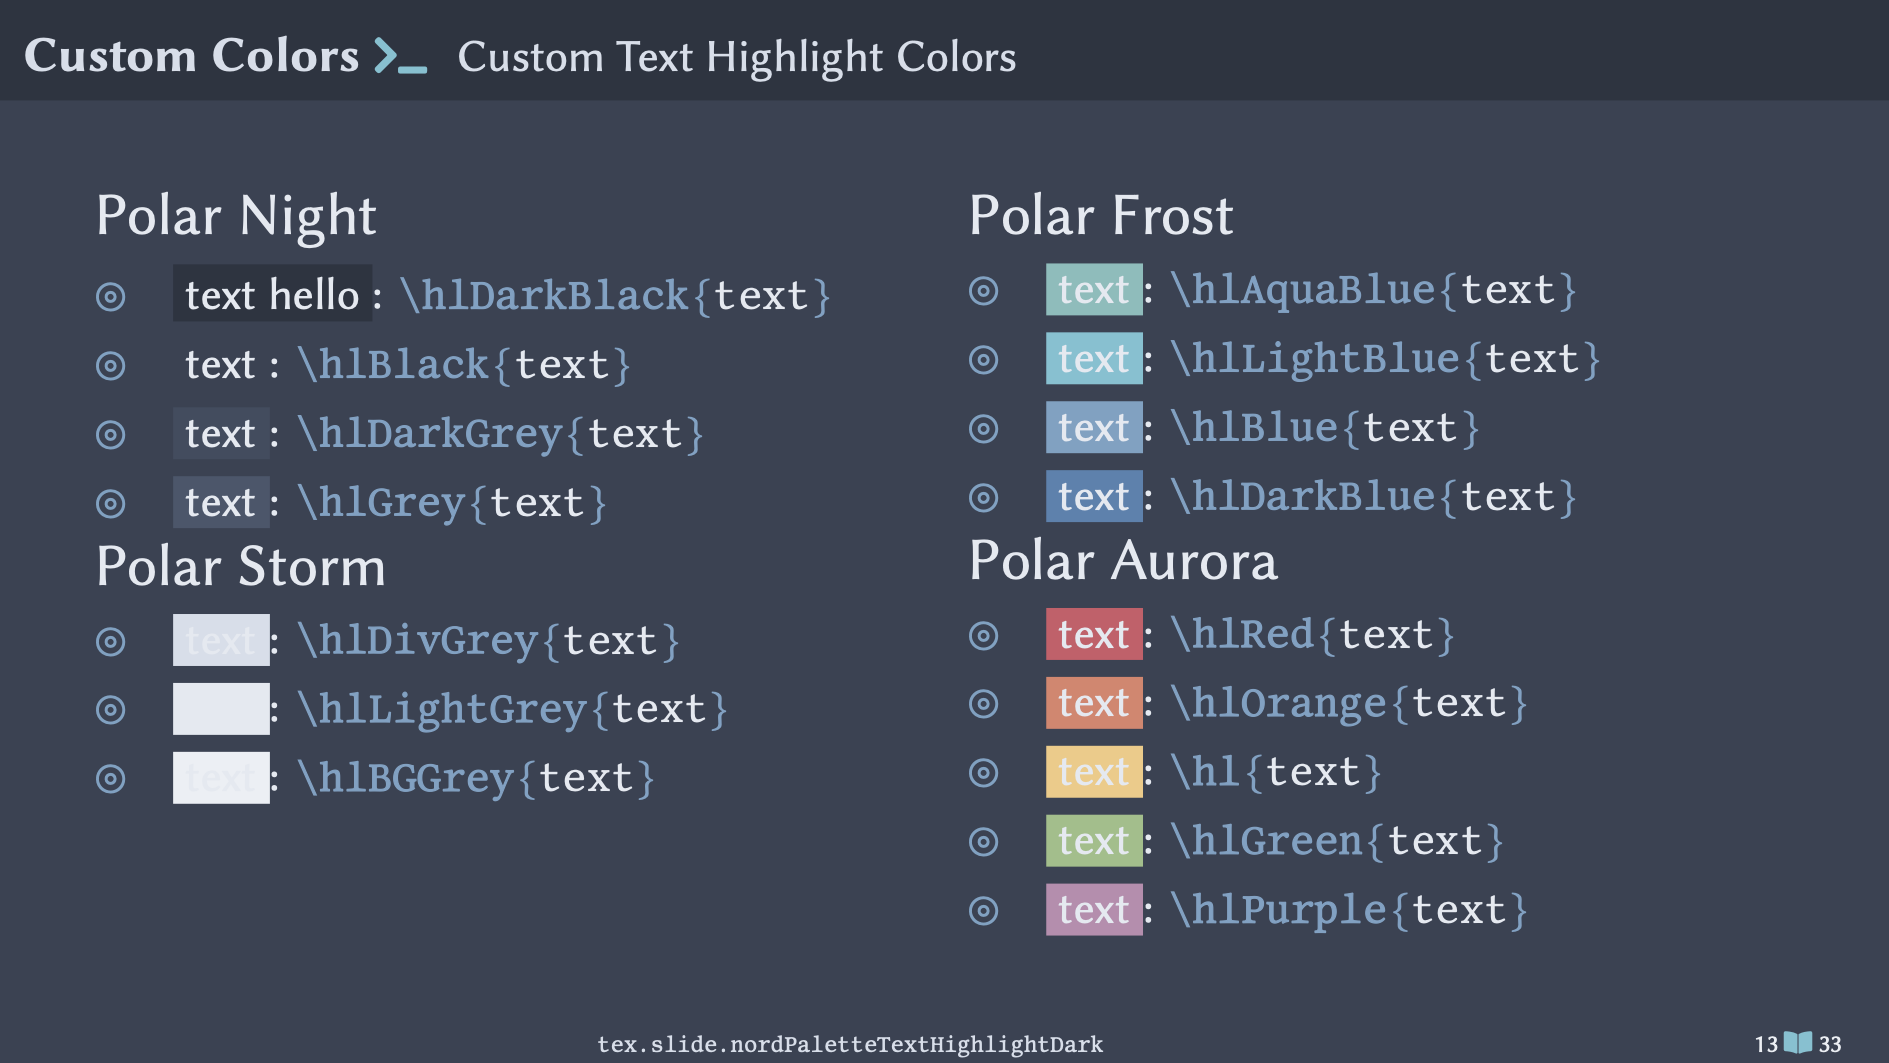 Custom Colors Custom Text Highlight Colors
Polar Night
text hello : \hlDarkBlack{text}
text : \hlBlack{text}
text : \hlDarkGrey{text}
text : \hlGrey{text}
Polar Storm
text : \hlDivGrey{text}
: \hlLightGrey{text}
text : \hlBGGrey{text}
Polar Frost
text : \hlAquaBlue{text}
text : \hlLightBlue{text}
text : \hlBlue{text}
text : \hlDarkBlue{text}
Polar Aurora
text : \hlRed{text}
text : \hlOrange{text}
text : \hl{text}
text : \hlGreen{text}
text : \hlPurple{text}
tex.slide.nordPaletteTextHighlightDark
13 33